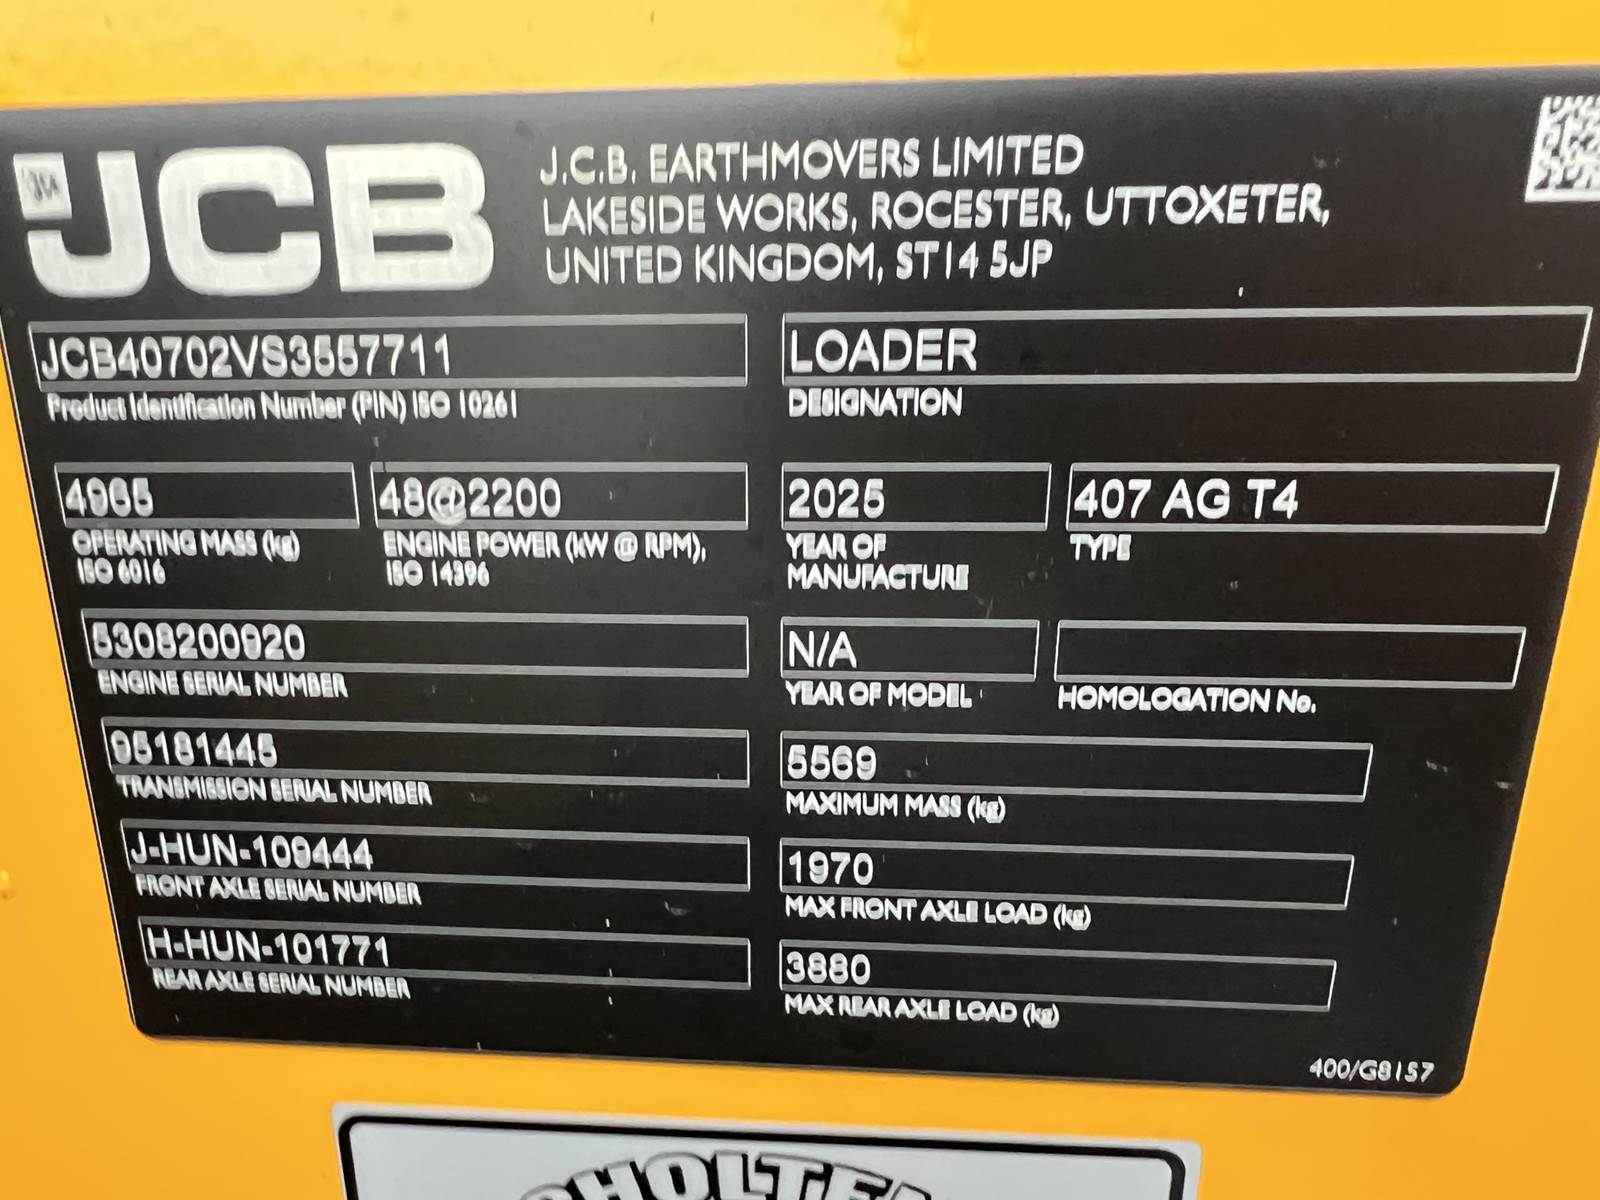 JCB
J.C.B. EARTHMOVERS LIMITED
LAKESIDE WORKS, ROCESTER, UTTOXETER,
UNITED KINGDOM, ST14 5JP
JCB40702VS3557711
Product Identification Number (PIN) ISO 10261
LOADER
DESIGNATION
4965
OPERATING MASS (kg)
ISO 6016
48@2200
ENGINE POWER (kW @ RPM),
ISO 14396
2025
YEAR OF
MANUFACTURE
407 AG T4
TYPE
5308200920
ENGINE SERIAL NUMBER
N/A
YEAR OF MODEL
HOMOLOGATION No.
95181445
TRANSMISSION SERIAL NUMBER
5569
MAXIMUM MASS (kg)
J-HUN-109444
FRONT AXLE SERIAL NUMBER
1970
MAX FRONT AXLE LOAD (kg)
H-HUN-101771
REAR AXLE SERIAL NUMBER
3880
MAX REAR AXLE LOAD (kg)
400/G8157